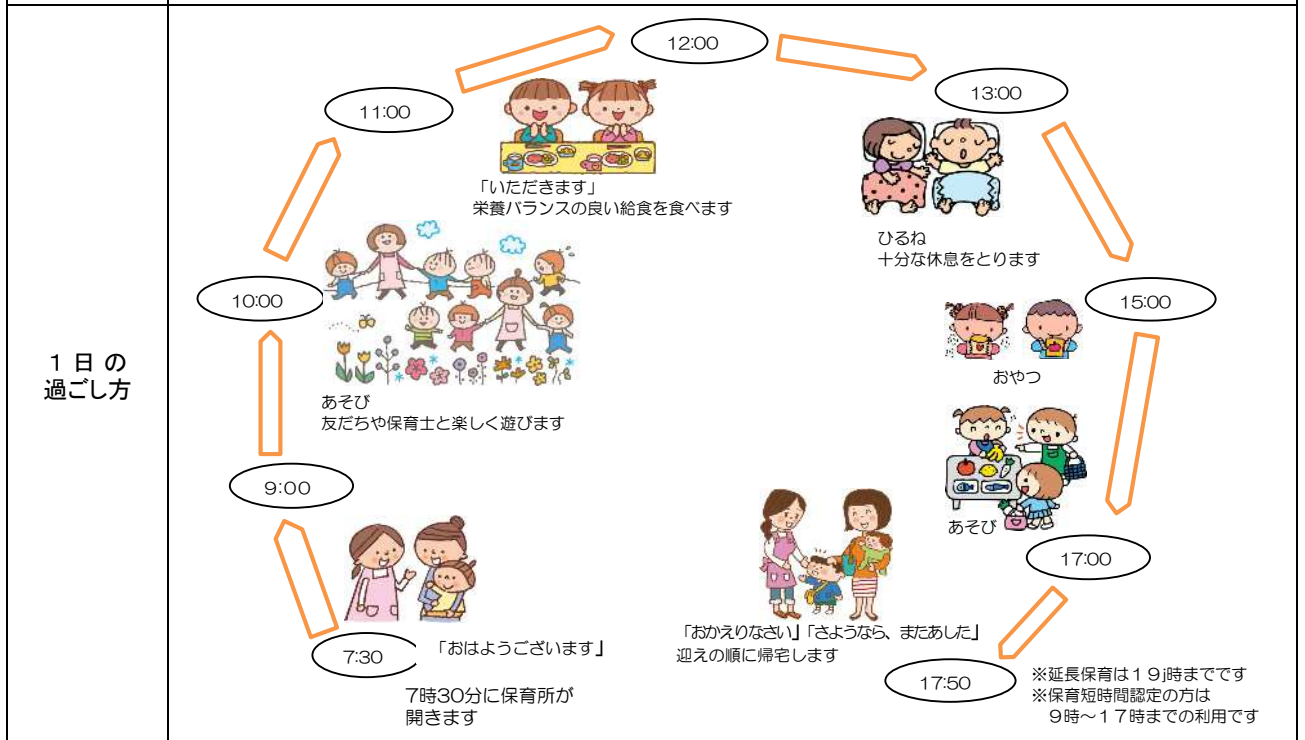 1日の
過ごし方
7:30
「おはようございます」
7時30分に保育所が
開きます
9:00
10:00
あそび
友だちや保育士と楽しく遊びます
11:00
「いただきます」
栄養バランスの良い給食を食べます
12:00
13:00
ひるね
十分な休息をとります
15:00
おやつ
あそび
17:00
「おかえりなさい」「さようなら、またあした」
迎えの順に帰宅します
17:50
※延長保育は19j時までです
※保育短時間認定の方は
9時～17時までの利用です